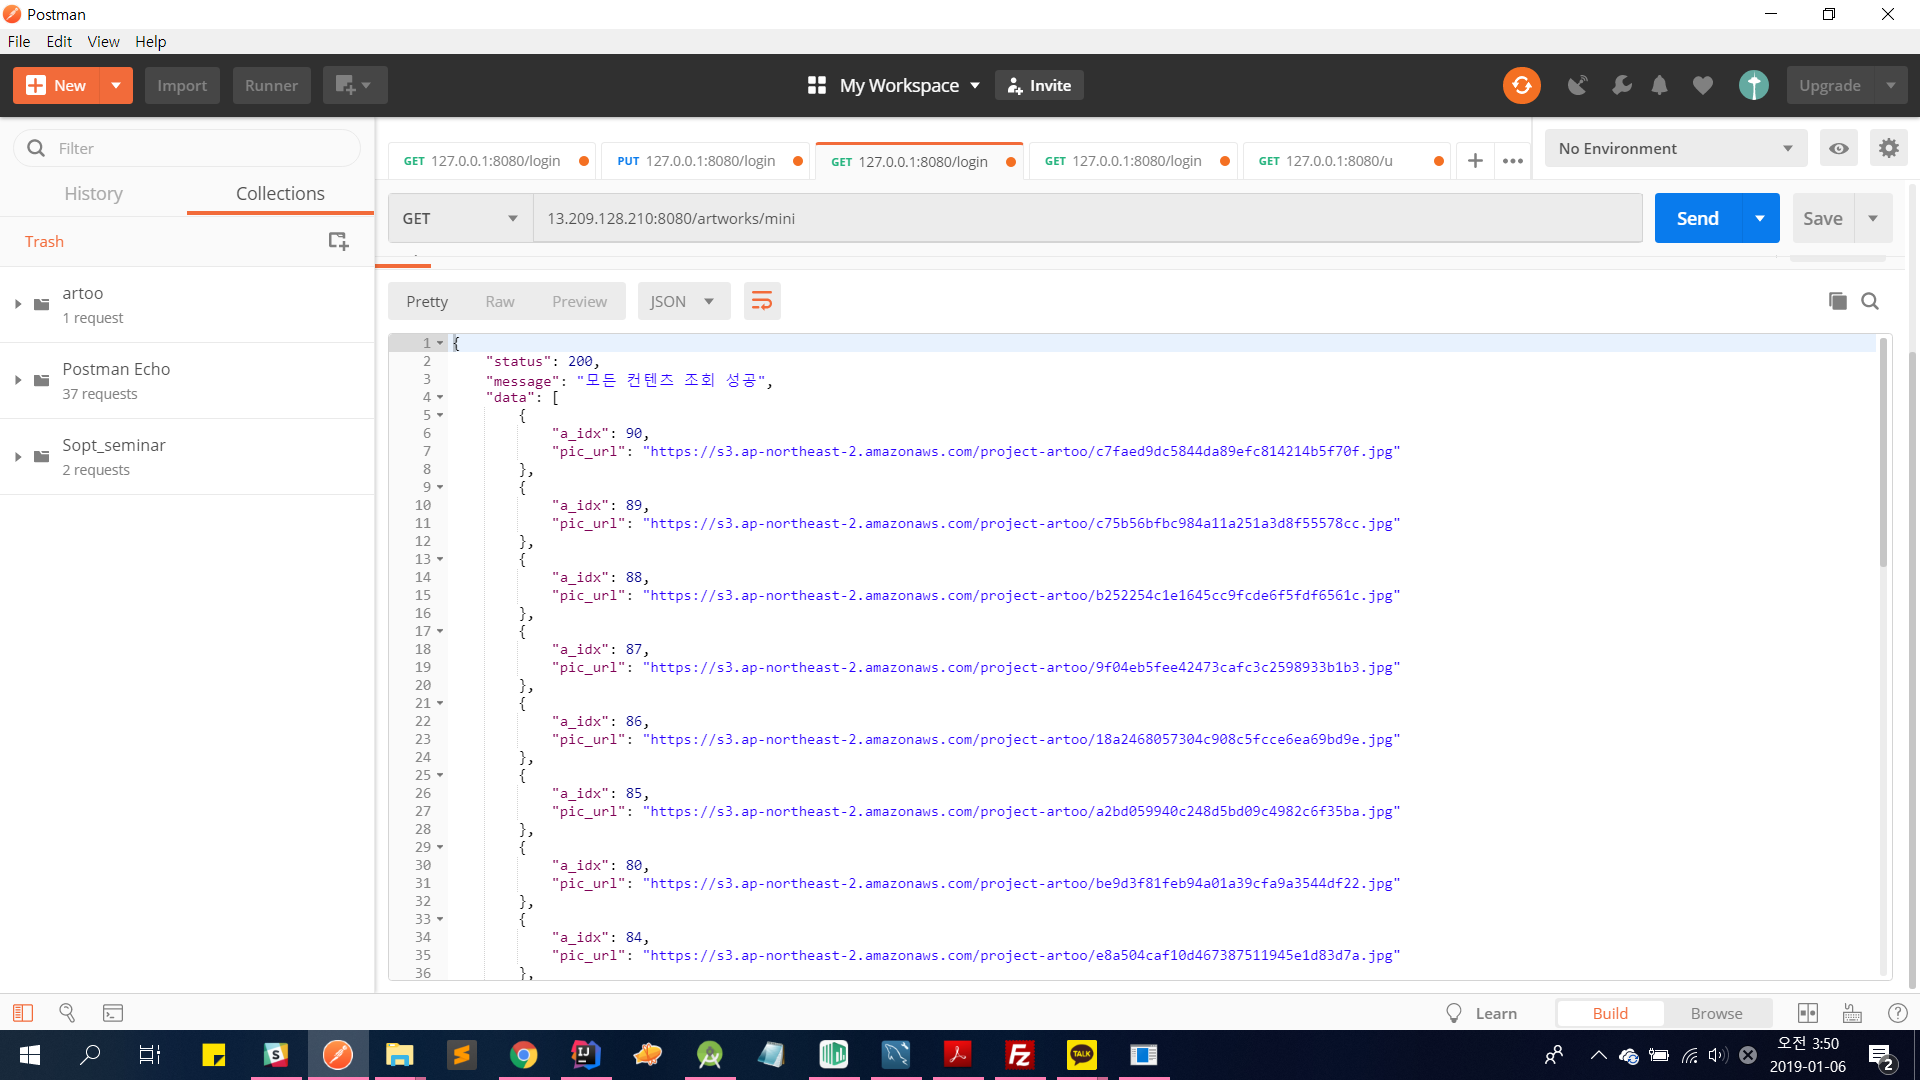 Postman
File Edit View Help
New Import Runner My Workspace Invite Upgrade
Filter
History Collections
Trash
artoo
1 request
Postman Echo
37 requests
Sopt_seminar
2 requests
GET 127.0.0.1:8080/login PUT 127.0.0.1:8080/login GET 127.0.0.1:8080/login GET 127.0.0.1:8080/login GET 127.0.0.1:8080/u No Environment
GET 13.209.128.210:8080/artworks/mini Send Save
Pretty Raw Preview JSON
1 {
2 "status": 200,
3 "message": "모든 컨텐츠 조회 성공",
4 "data": [
5 {
6 "a_idx": 90,
7 "pic_url": "https://s3.ap-northeast-2.amazonaws.com/project-artoo/c7faed9dc5844da89efc814214b5f70f.jpg"
8 },
9 {
10 "a_idx": 89,
11 "pic_url": "https://s3.ap-northeast-2.amazonaws.com/project-artoo/c75b56bfbc984a11a251a3d8f55578cc.jpg"
12 },
13 {
14 "a_idx": 88,
15 "pic_url": "https://s3.ap-northeast-2.amazonaws.com/project-artoo/b252254c1e1645cc9fcde6f5fdf6561c.jpg"
16 },
17 {
18 "a_idx": 87,
19 "pic_url": "https://s3.ap-northeast-2.amazonaws.com/project-artoo/9f04eb5fee42473cafc3c2598933b1b3.jpg"
20 },
21 {
22 "a_idx": 86,
23 "pic_url": "https://s3.ap-northeast-2.amazonaws.com/project-artoo/18a2468057304c908c5fcce6ea69bd9e.jpg"
24 },
25 {
26 "a_idx": 85,
27 "pic_url": "https://s3.ap-northeast-2.amazonaws.com/project-artoo/a2bd059940c248d5bd09c4982c6f35ba.jpg"
28 },
29 {
30 "a_idx": 80,
31 "pic_url": "https://s3.ap-northeast-2.amazonaws.com/project-artoo/be9d3f81feb94a01a39cfa9a3544df22.jpg"
32 },
33 {
34 "a_idx": 84,
35 "pic_url": "https://s3.ap-northeast-2.amazonaws.com/project-artoo/e8a504caf10d467387511945e1d83d7a.jpg"
36 },
Learn Build Browse
오전 3:50
2019-01-06
2